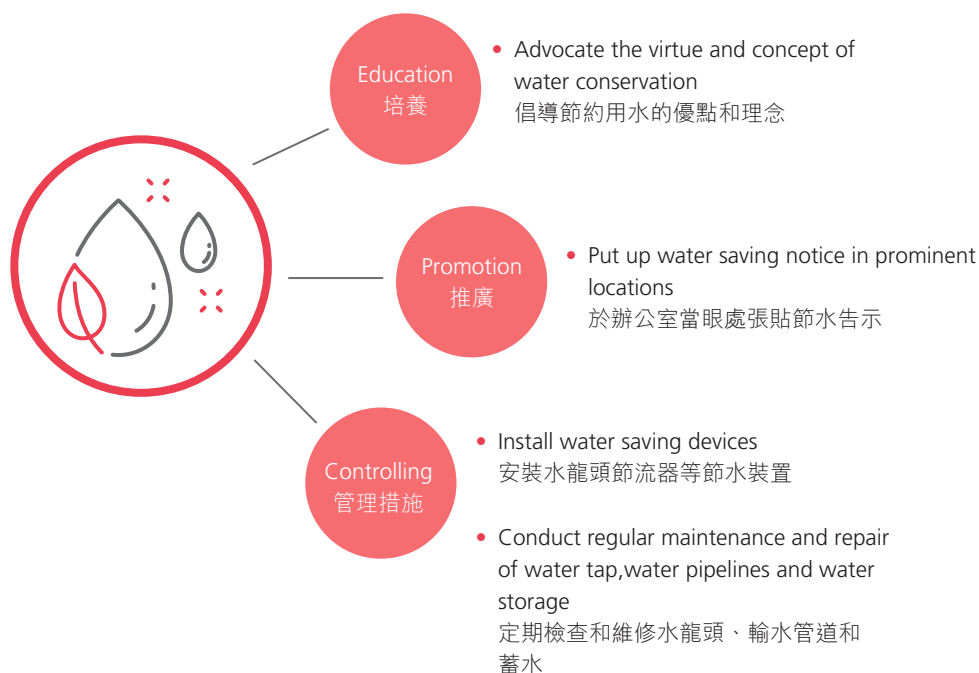 Education
培養
• Advocate the virtue and concept of
water conservation
倡導節約用水的優點和理念
Promotion
推廣
• Put up water saving notice in prominent
locations
於辦公室當眼處張貼節水告示
Controlling
管理措施
• Install water saving devices
安裝水龍頭節流器等節水裝置
• Conduct regular maintenance and repair
of water tap,water pipelines and water
storage
定期檢查和維修水龍頭、輸水管道和
蓄水